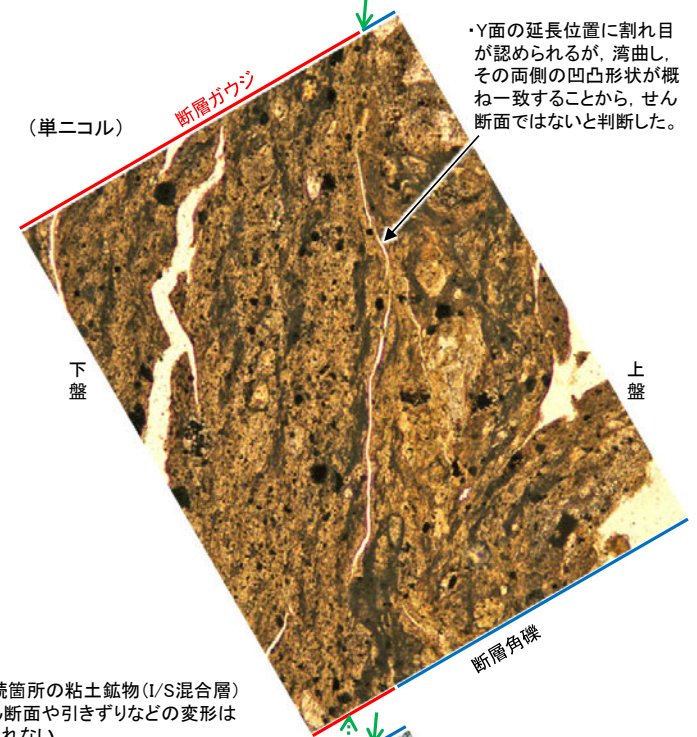 ・Y面の延長位置に割れ目
が認められるが，湾曲し，
その両側の凹凸形状が概
ね一致することから，せん
断面ではないと判断した。
断層ガウジ
（単ニコル）
下盤
上盤
断層角礫
箇所の粘土鉱物(I/S混合層)
断面や引きずりなどの変形は
れない